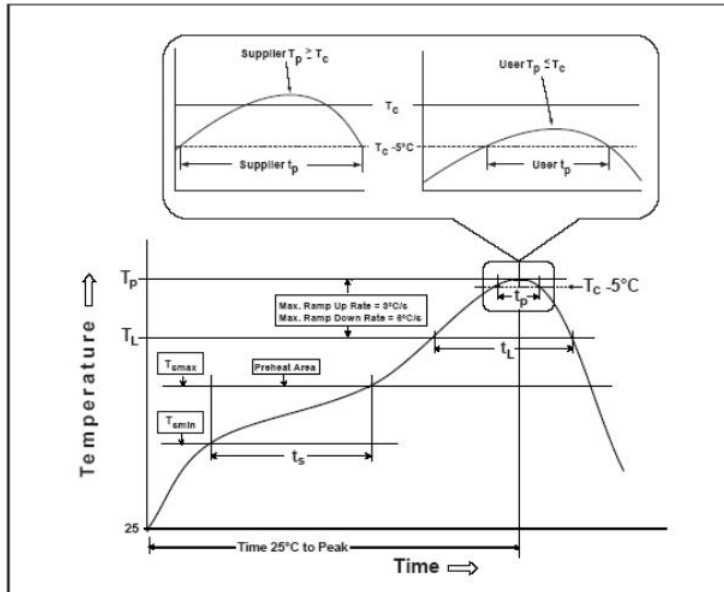 Supplier Tp ≥ Tc
User Tp ≤ Tc
Tc
Tc -5°C
Supplier tp
User tp
Tp
Max. Ramp Up Rate = 3°C/s
Max. Ramp Down Rate = 6°C/s
tp
Tc -5°C
TL
tL
Tsmax
Preheat Area
Tsmin
ts
Temperature
25
Time 25°C to Peak
Time